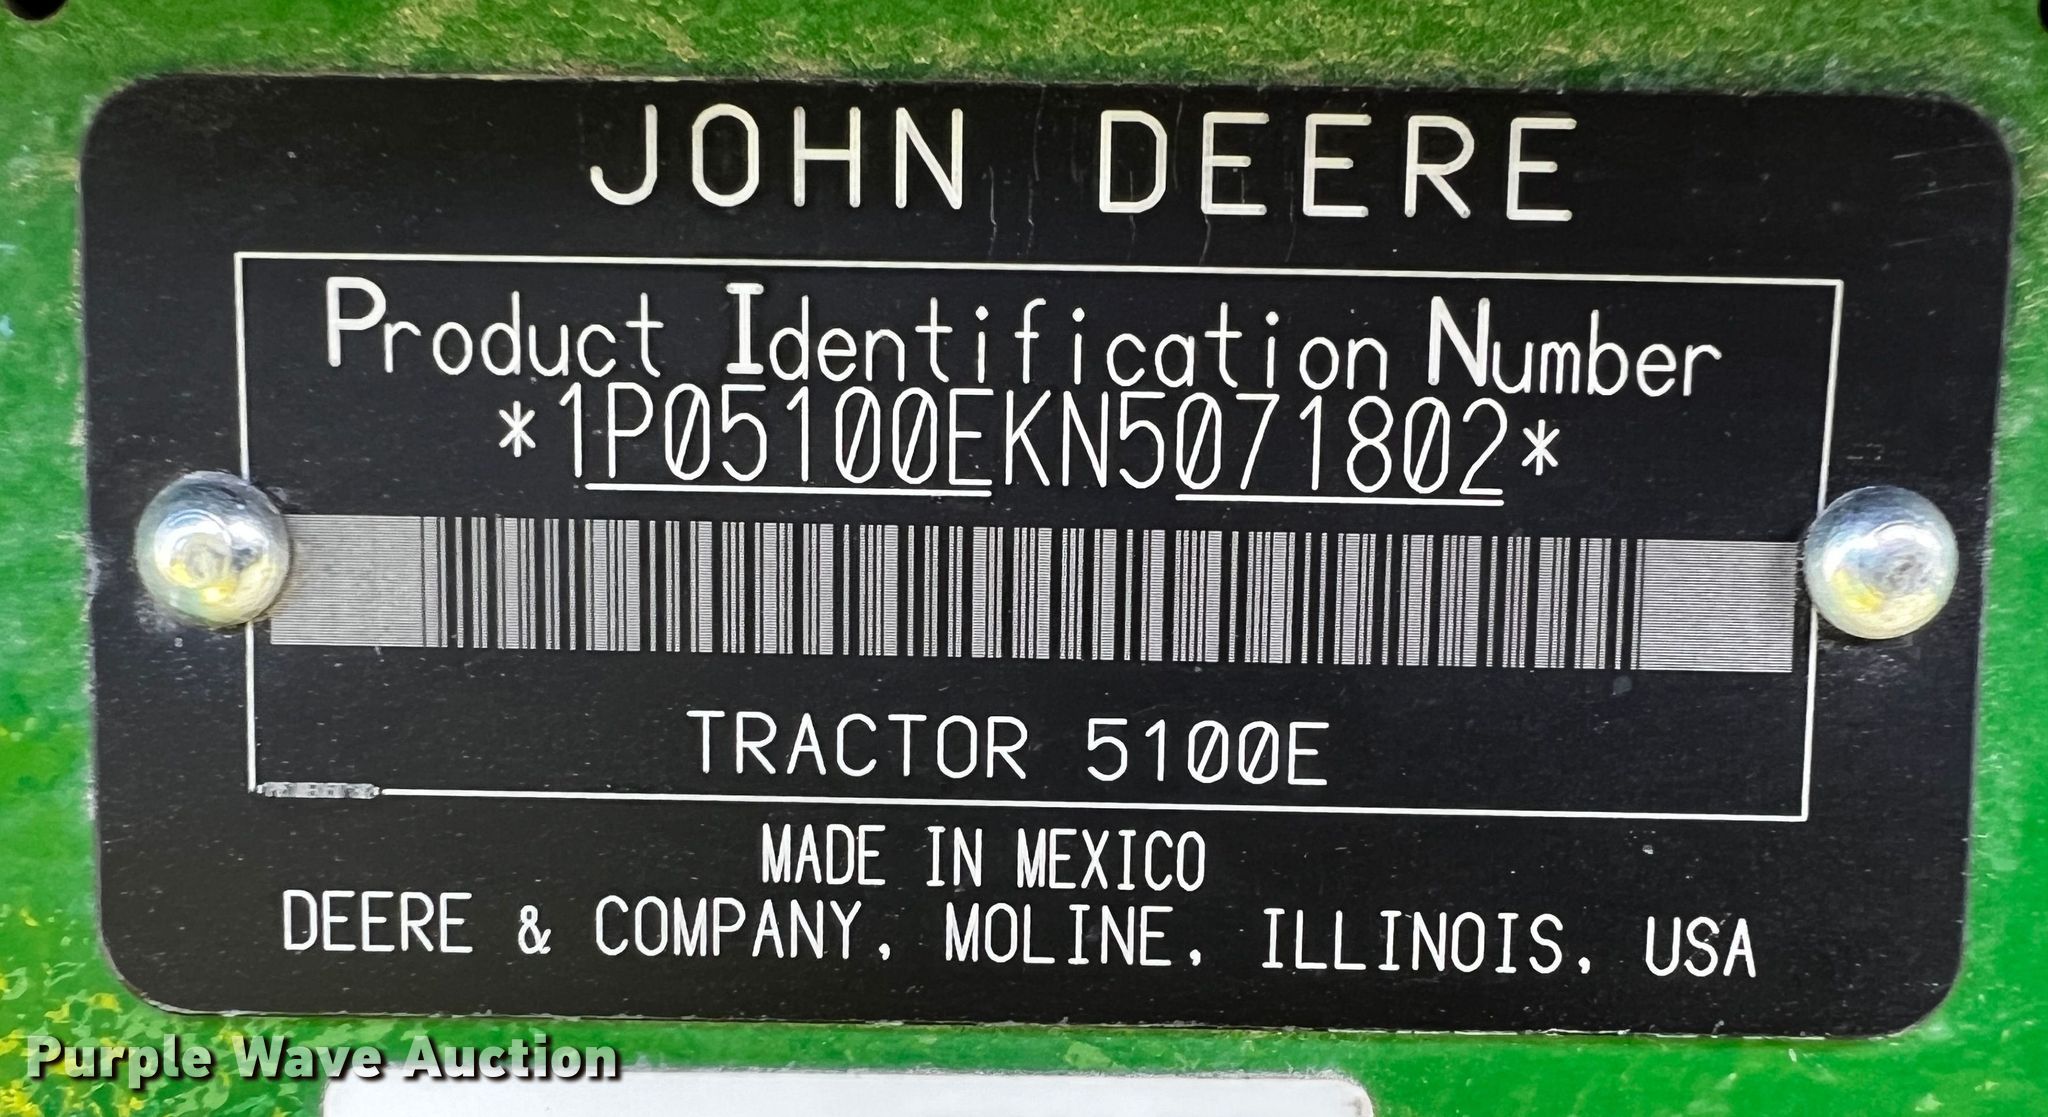 JOHN DEERE
Product Identification Number
*1P05100EKN5071802*
TRACTOR 5100E
MADE IN MEXICO
DEERE & COMPANY, MOLINE, ILLINOIS, USA
Purple Wave Auction